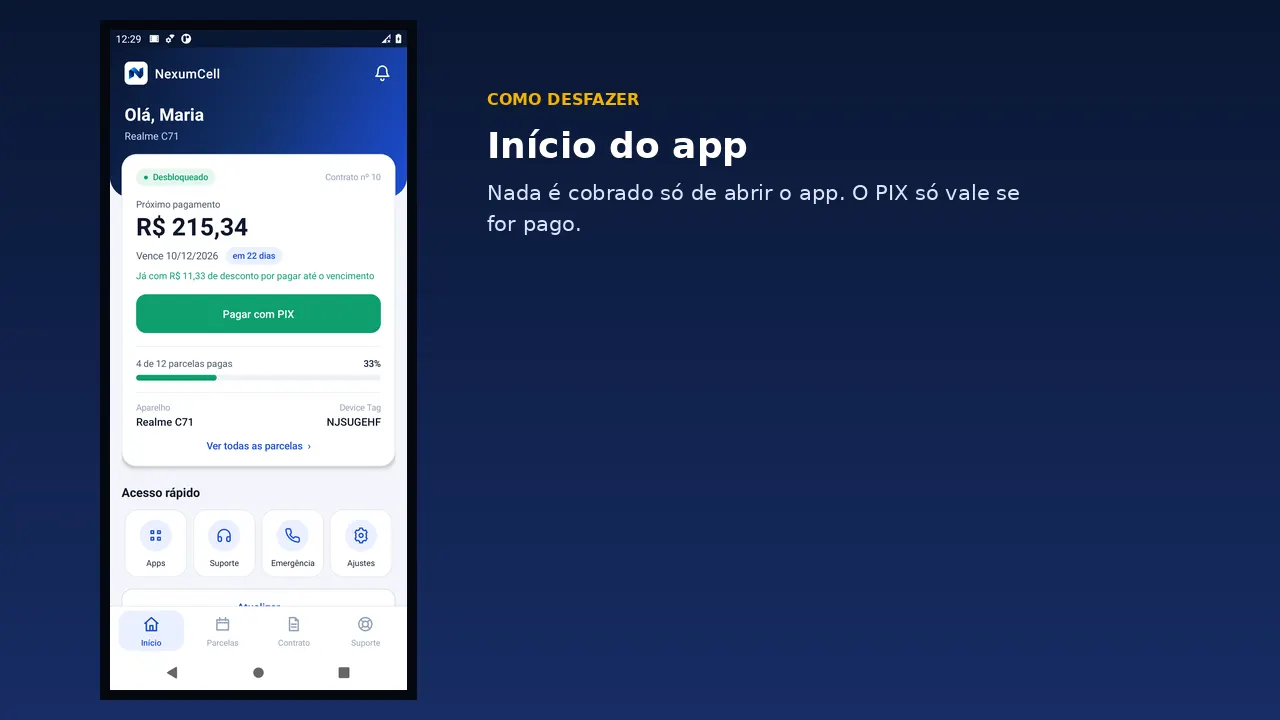 12:29
NexumCell
Olá, Maria
Realme C71
Desbloqueado
Contrato nº 10
Próximo pagamento
R$ 215,34
Vence 10/12/2026
em 22 dias
Já com R$ 11,33 de desconto por pagar até o vencimento
Pagar com PIX
4 de 12 parcelas pagas
33%
Aparelho
Device Tag
Realme C71
NJSUGEHF
Ver todas as parcelas ›
Acesso rápido
Apps
Suporte
Emergência
Ajustes
Atualizar
Início
Parcelas
Contrato
Suporte
COMO DESFAZER
Início do app
Nada é cobrado só de abrir o app. O PIX só vale se
for pago.